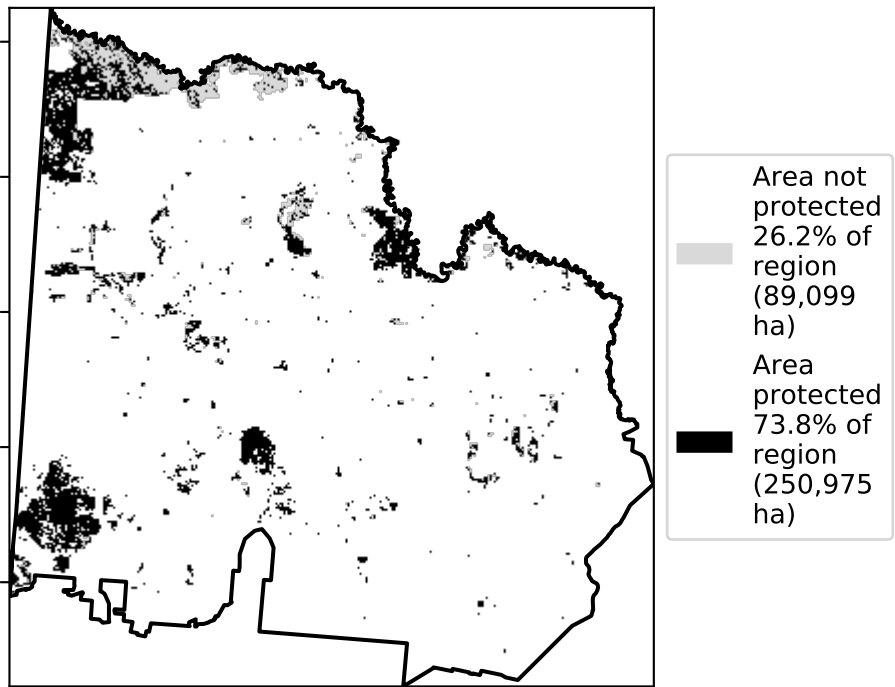 Area not
protected
26.2% of
region
(89,099
ha)
Area
protected
73.8% of
region
(250,975
ha)